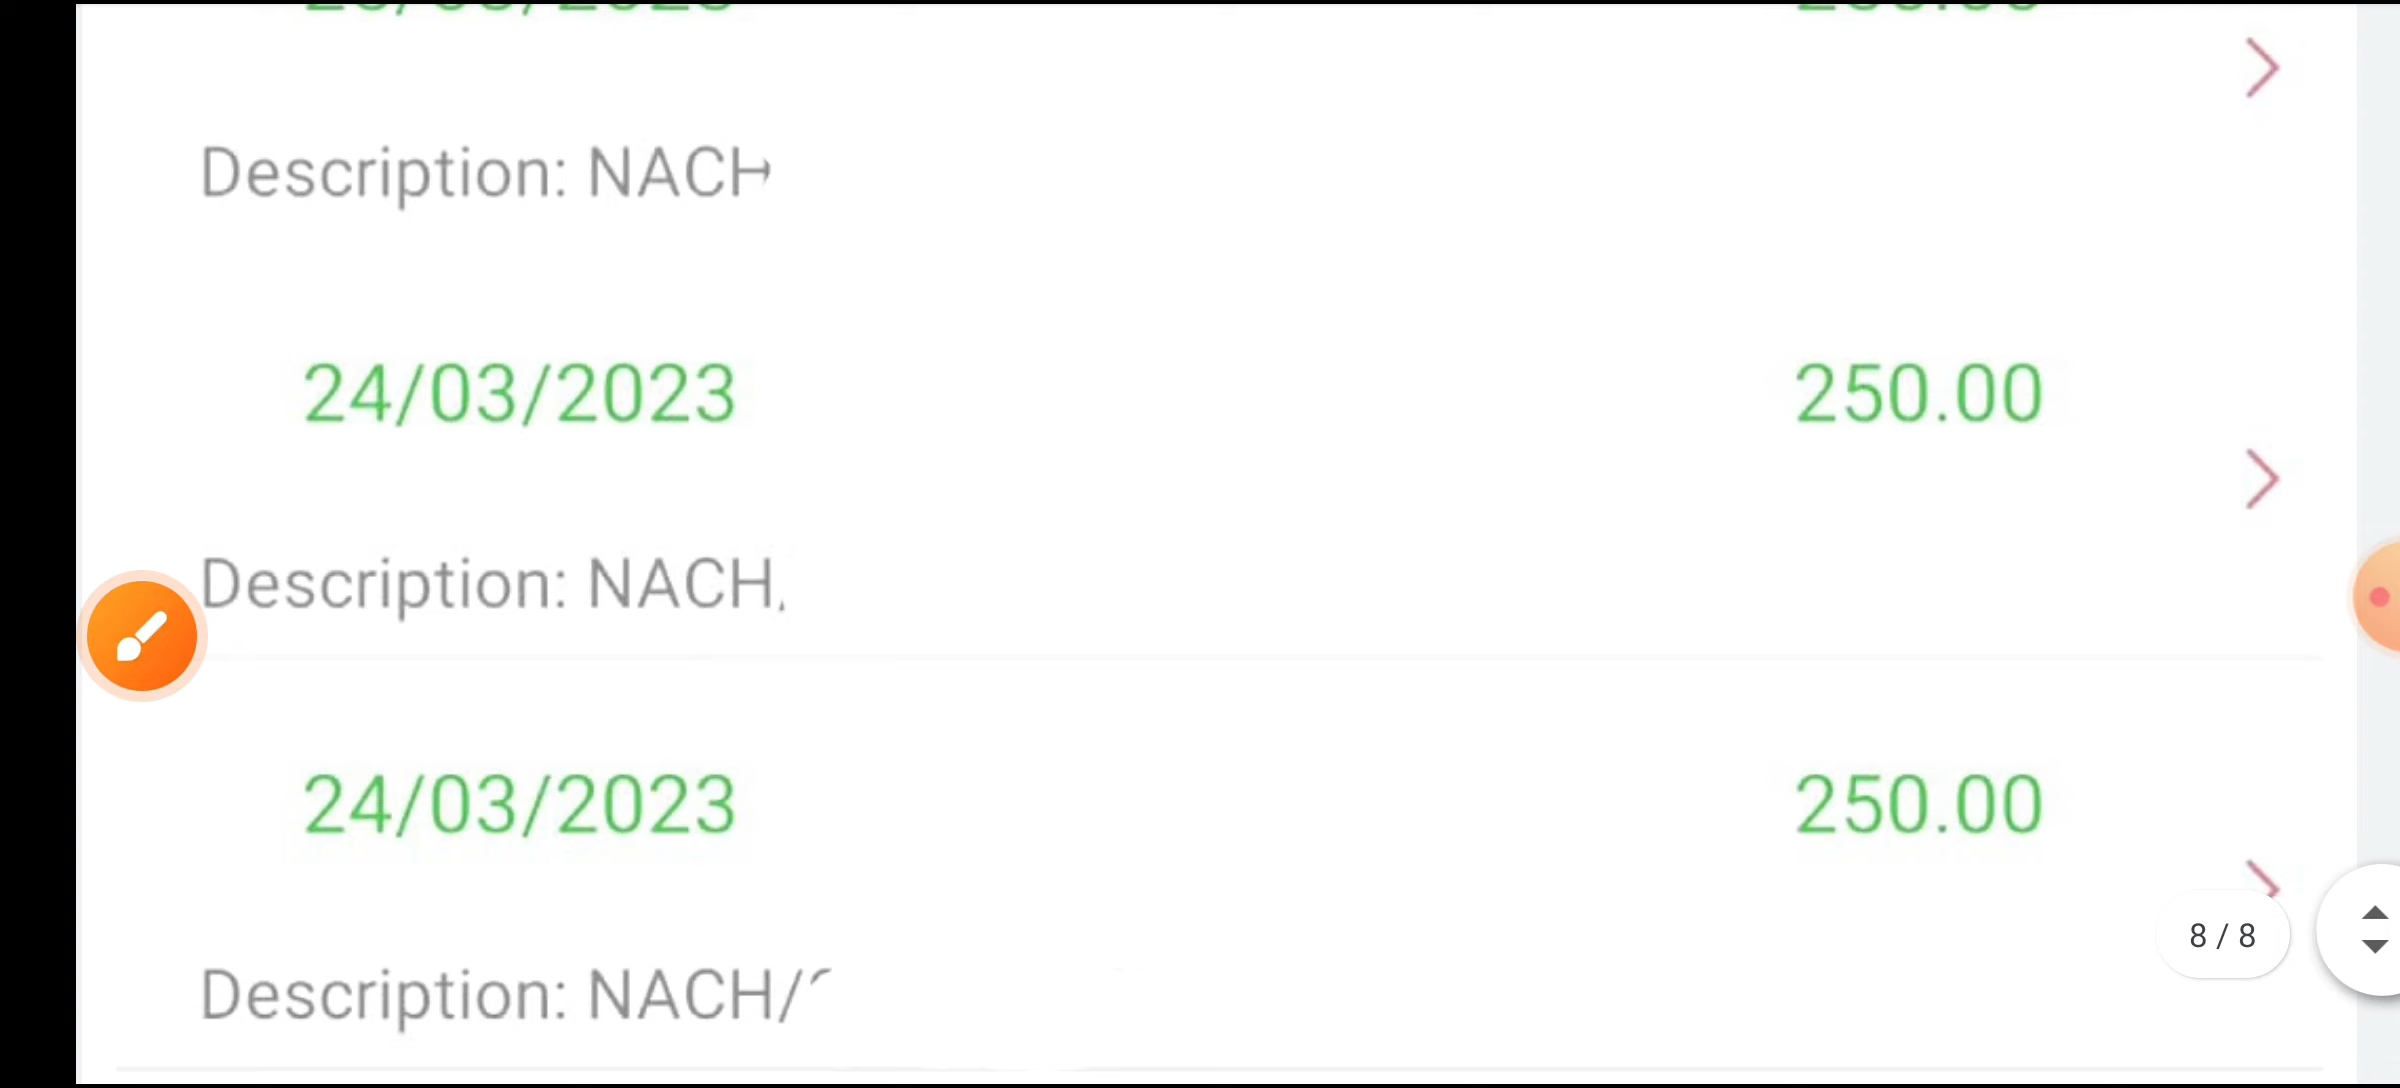 Description: NACH
24/03/2023 250.00
Description: NACH
24/03/2023 250.00
8 / 8
Description: NACH/